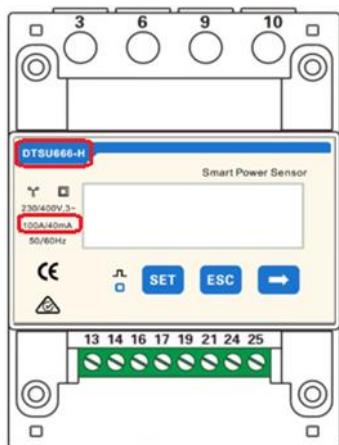 3 6 9 10
DTSU666-H
Smart Power Sensor
230/400V,3~
100A/40mA
50/60Hz
CE
SET ESC
13 14 16 17 19 21 24 25